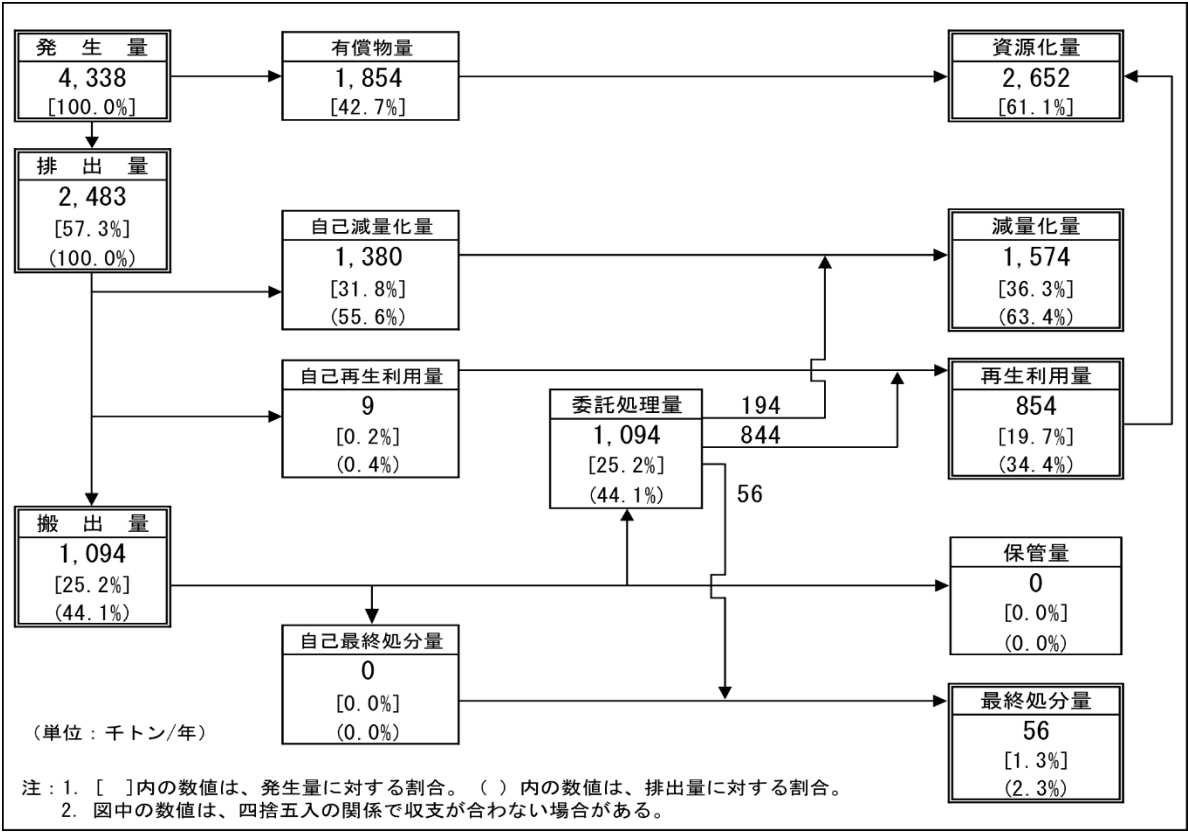 発　生　量
4,338
[100.0%]
有償物量
1,854
[42.7%]
資源化量
2,652
[61.1%]
排　出　量
2,483
[57.3%]
(100.0%)
自己減量化量
1,380
[31.8%]
(55.6%)
減量化量
1,574
[36.3%]
(63.4%)
自己再生利用量
9
[0.2%]
(0.4%)
委託処理量
1,094
[25.2%]
(44.1%)
194
844
56
再生利用量
854
[19.7%]
(34.4%)
搬　出　量
1,094
[25.2%]
(44.1%)
保管量
0
[0.0%]
(0.0%)
自己最終処分量
0
[0.0%]
(0.0%)
最終処分量
56
[1.3%]
(2.3%)
（単位：千トン/年）
注：1. [　]内の数値は、発生量に対する割合。（ ）内の数値は、排出量に対する割合。
2. 図中の数値は、四捨五入の関係で収支が合わない場合がある。